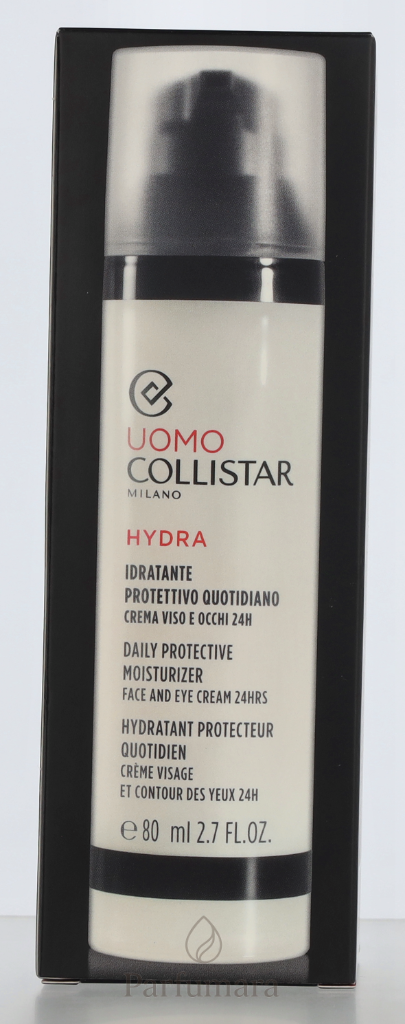 UOMO
COLLISTAR
MILANO
HYDRA
IDRATANTE
PROTETTIVO QUOTIDIANO
CREMA VISO E OCCHI 24H
DAILY PROTECTIVE
MOISTURIZER
FACE AND EYE CREAM 24HRS
HYDRATANT PROTECTEUR
QUOTIDIEN
CRÈME VISAGE
ET CONTOUR DES YEUX 24H
℮ 80 ml 2.7 FL.OZ.
Parfumara